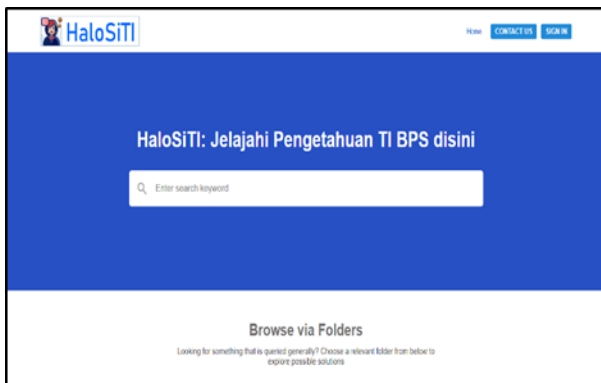 HaloSiTI
Home CONTACT US SIGN IN
HaloSiTI: Jelajahi Pengetahuan TI BPS disini
Enter search keyword
Browse via Folders
Looking for something that is queried generally? Choose a relevant folder from below to
explore possible solutions